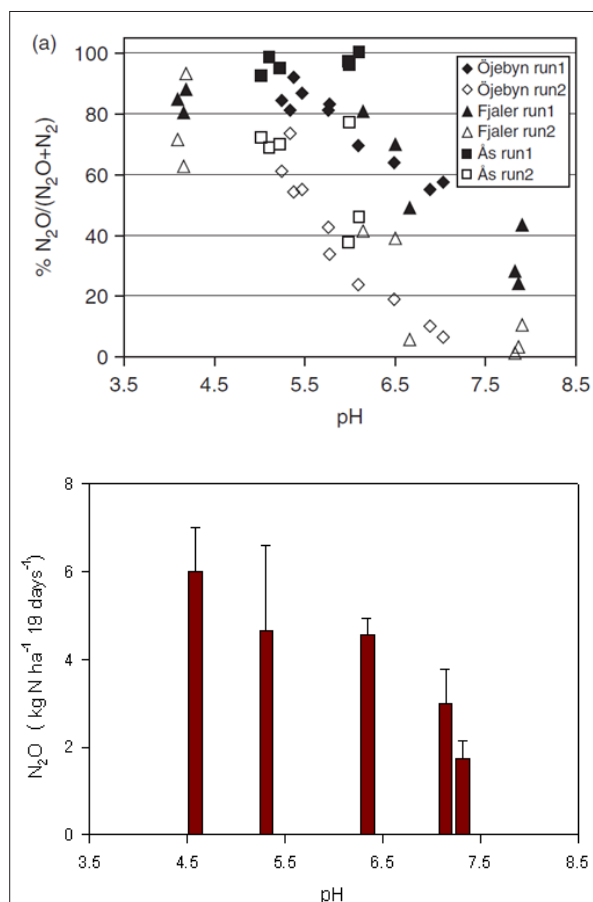 (a)
% N₂O/(N₂O+N₂)
100
80
60
40
20
0
Öjebyn run1
Öjebyn run2
Fjaler run1
Fjaler run2
Ås run1
Ås run2
3.5 4.5 5.5 6.5 7.5 8.5
pH
N₂O ( kg N ha⁻¹ 19 days⁻¹)
8
6
4
2
0
3.5 4.5 5.5 6.5 7.5 8.5
pH